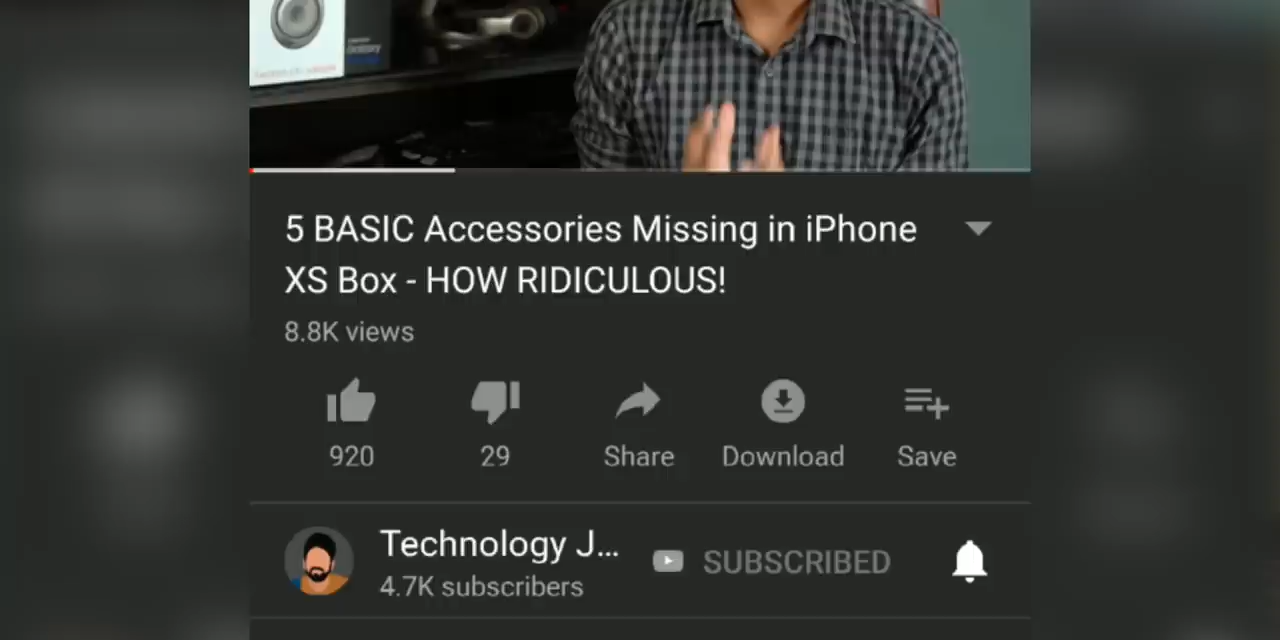 Galaxy
5 BASIC Accessories Missing in iPhone
XS Box - HOW RIDICULOUS!
8.8K views
920
29
Share
Download
Save
Technology J...
SUBSCRIBED
4.7K subscribers